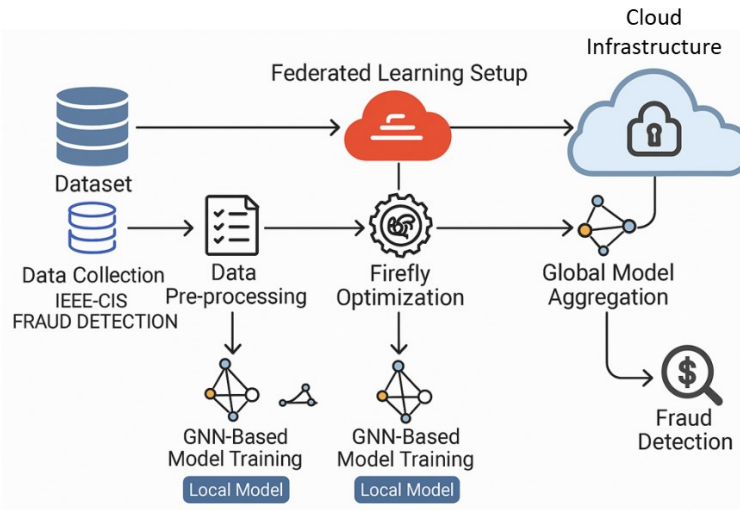 Cloud
Infrastructure
Federated Learning Setup
Dataset
Data Collection
IEEE-CIS
FRAUD DETECTION
Data
Pre-processing
Firefly
Optimization
Global Model
Aggregation
$
GNN-Based
Model Training
Local Model
GNN-Based
Model Training
Local Model
Fraud
Detection